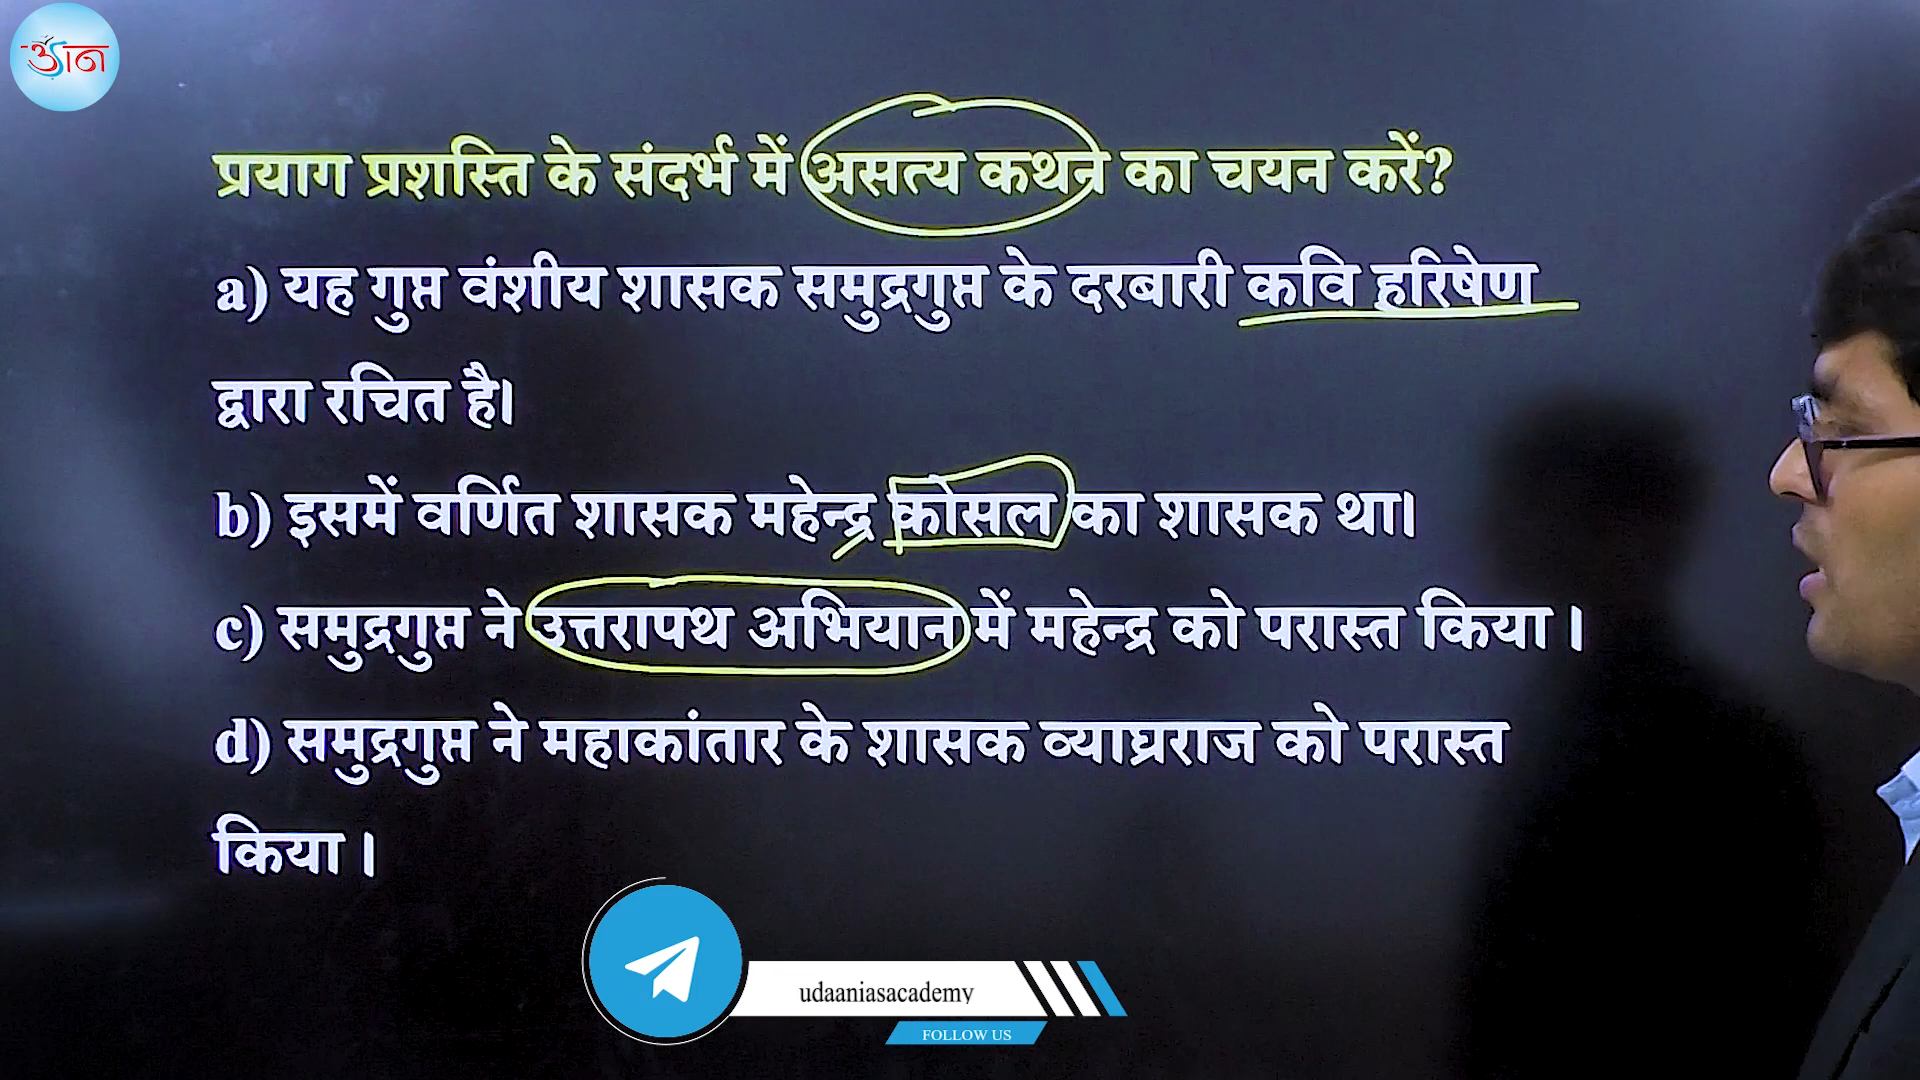 उड़ान
प्रयाग प्रशस्ति के संदर्भ में असत्य कथन का चयन करें?
a) यह गुप्त वंशीय शासक समुद्रगुप्त के दरबारी कवि हरिषेण
द्वारा रचित है।
b) इसमें वर्णित शासक महेन्द्र कोसल का शासक था।
c) समुद्रगुप्त ने उत्तरापथ अभियान में महेन्द्र को परास्त किया ।
d) समुद्रगुप्त ने महाकांतार के शासक व्याघ्रराज को परास्त
किया ।
udaaniasacademy
FOLLOW US